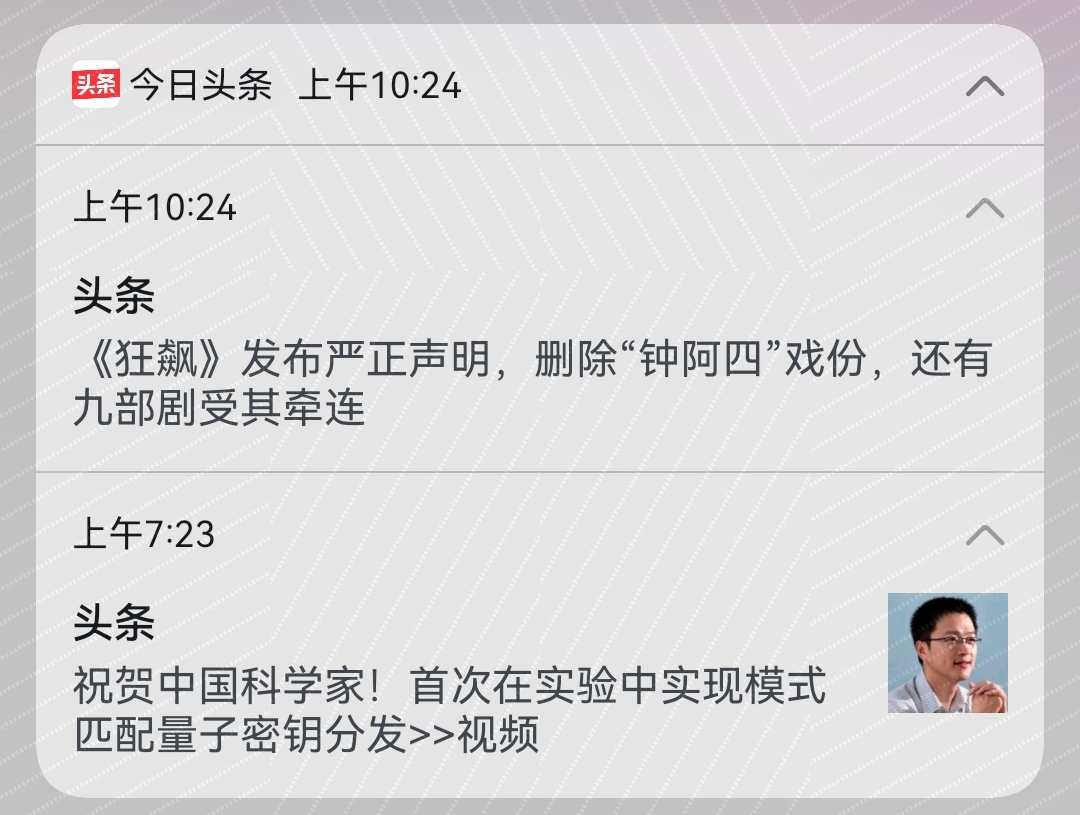 头条 今日头条 上午10:24
上午10:24
头条
《狂飙》发布严正声明，删除“钟阿四”戏份，还有
九部剧受其牵连
上午7:23
头条
祝贺中国科学家！首次在实验中实现模式
匹配量子密钥分发>>视频